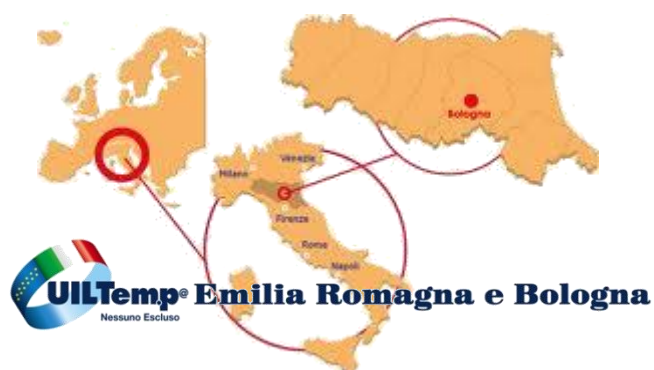 Bologna
Venezia
Milano
Firenze
Roma
Napoli
UILTemp@ Emilia Romagna e Bologna
Nessuno Escluso